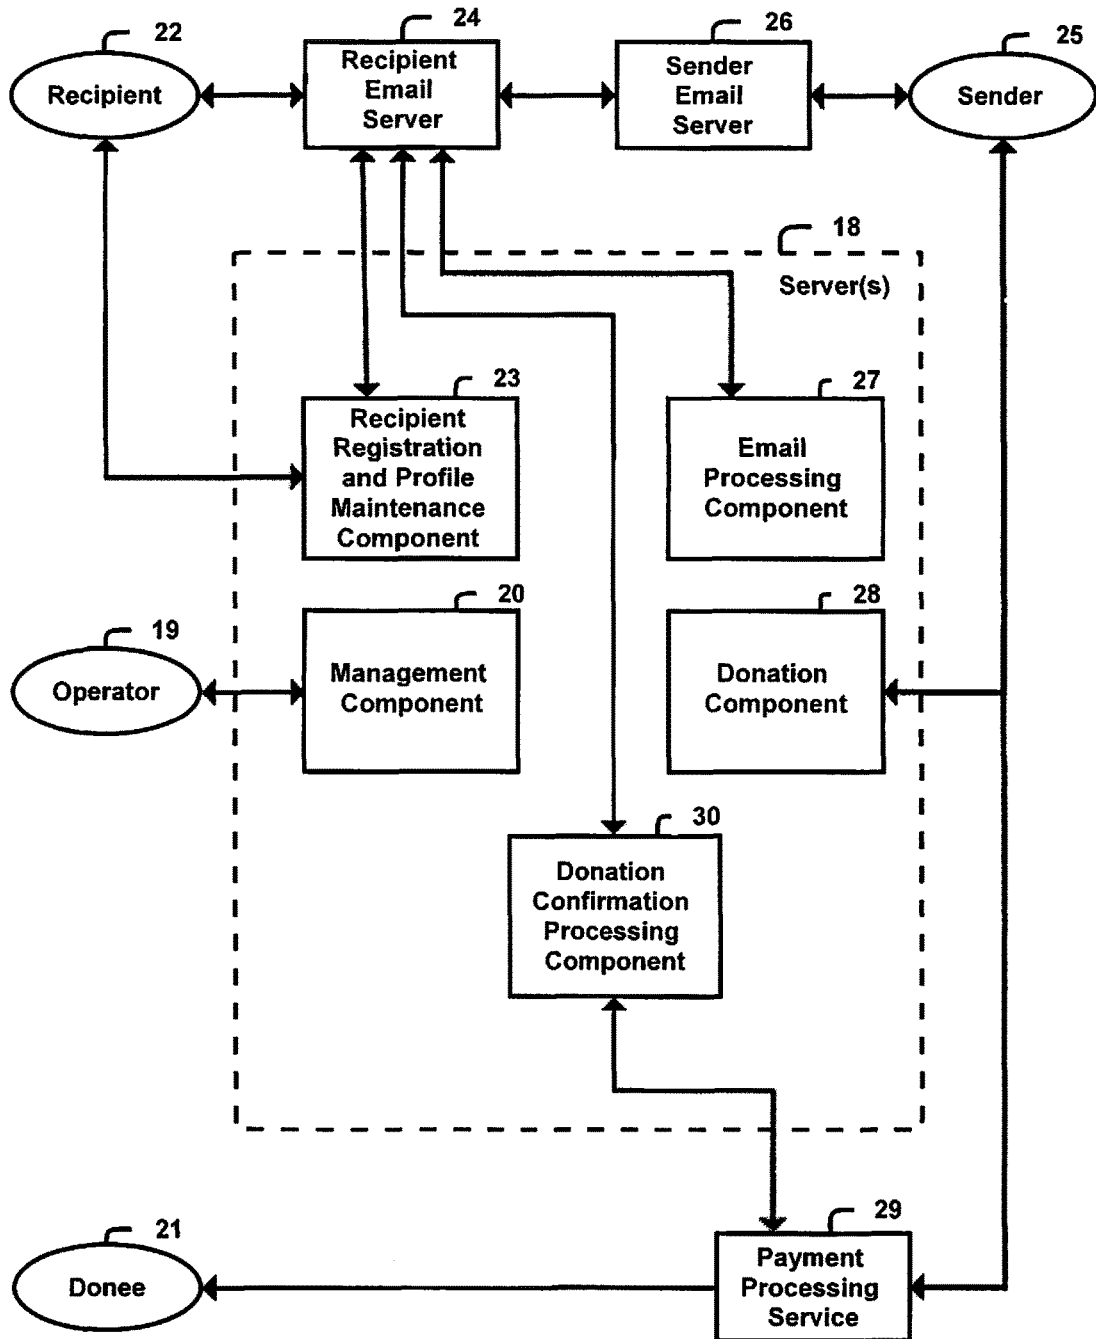 22
24
26
25
Recipient
Recipient
Email
Server
Sender
Email
Server
Sender
18
Server(s)
23
27
Recipient
Registration
and Profile
Maintenance
Component
Email
Processing
Component
20
28
19
Operator
Management
Component
Donation
Component
30
Donation
Confirmation
Processing
Component
21
29
Donee
Payment
Processing
Service